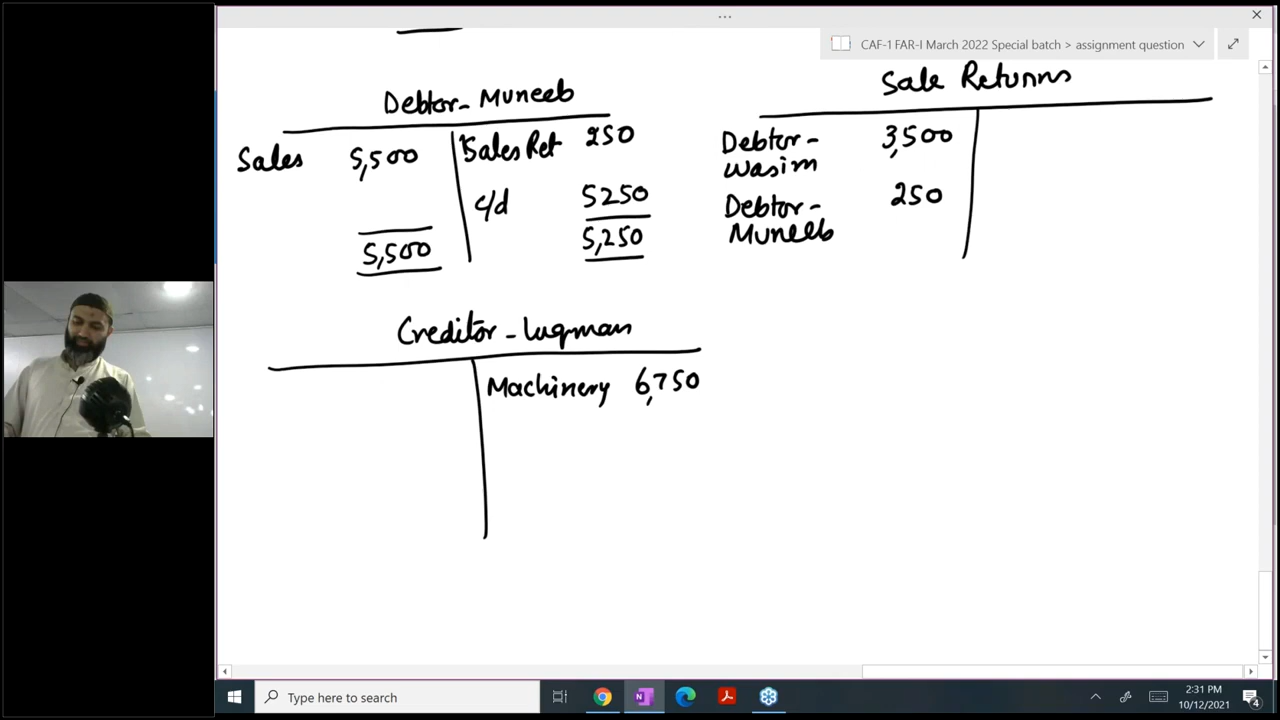 CAF-1 FAR-I March 2022 Special batch > assignment question
Debtor - Muneeb
Sales 5,500 Sales Ret 250
c/d 5250
5,500 5,250
Sale Returns
Debtor - Wasim 3,500
Debtor - Muneeb 250
Creditor - Luqman
Machinery 6,750
Type here to search
2:31 PM
10/12/2021
4